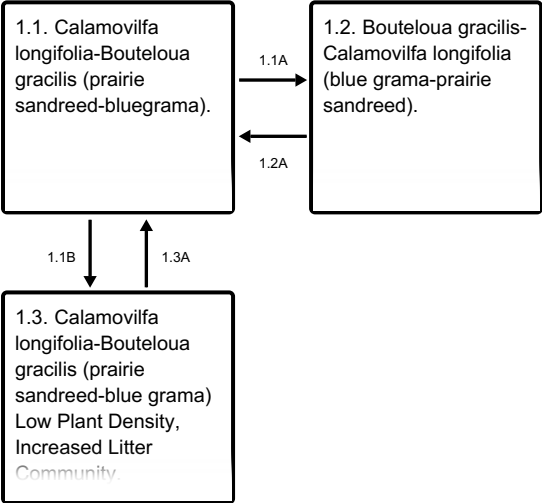 1.1. Calamovilfa
longifolia-Bouteloua
gracilis (prairie
sandreed-bluegrama).
1.1A
1.2. Bouteloua gracilis-
Calamovilfa longifolia
(blue grama-prairie
sandreed).
1.2A
1.1B
1.3A
1.3. Calamovilfa
longifolia-Bouteloua
gracilis (prairie
sandreed-blue grama)
Low Plant Density,
Increased Litter
Community.